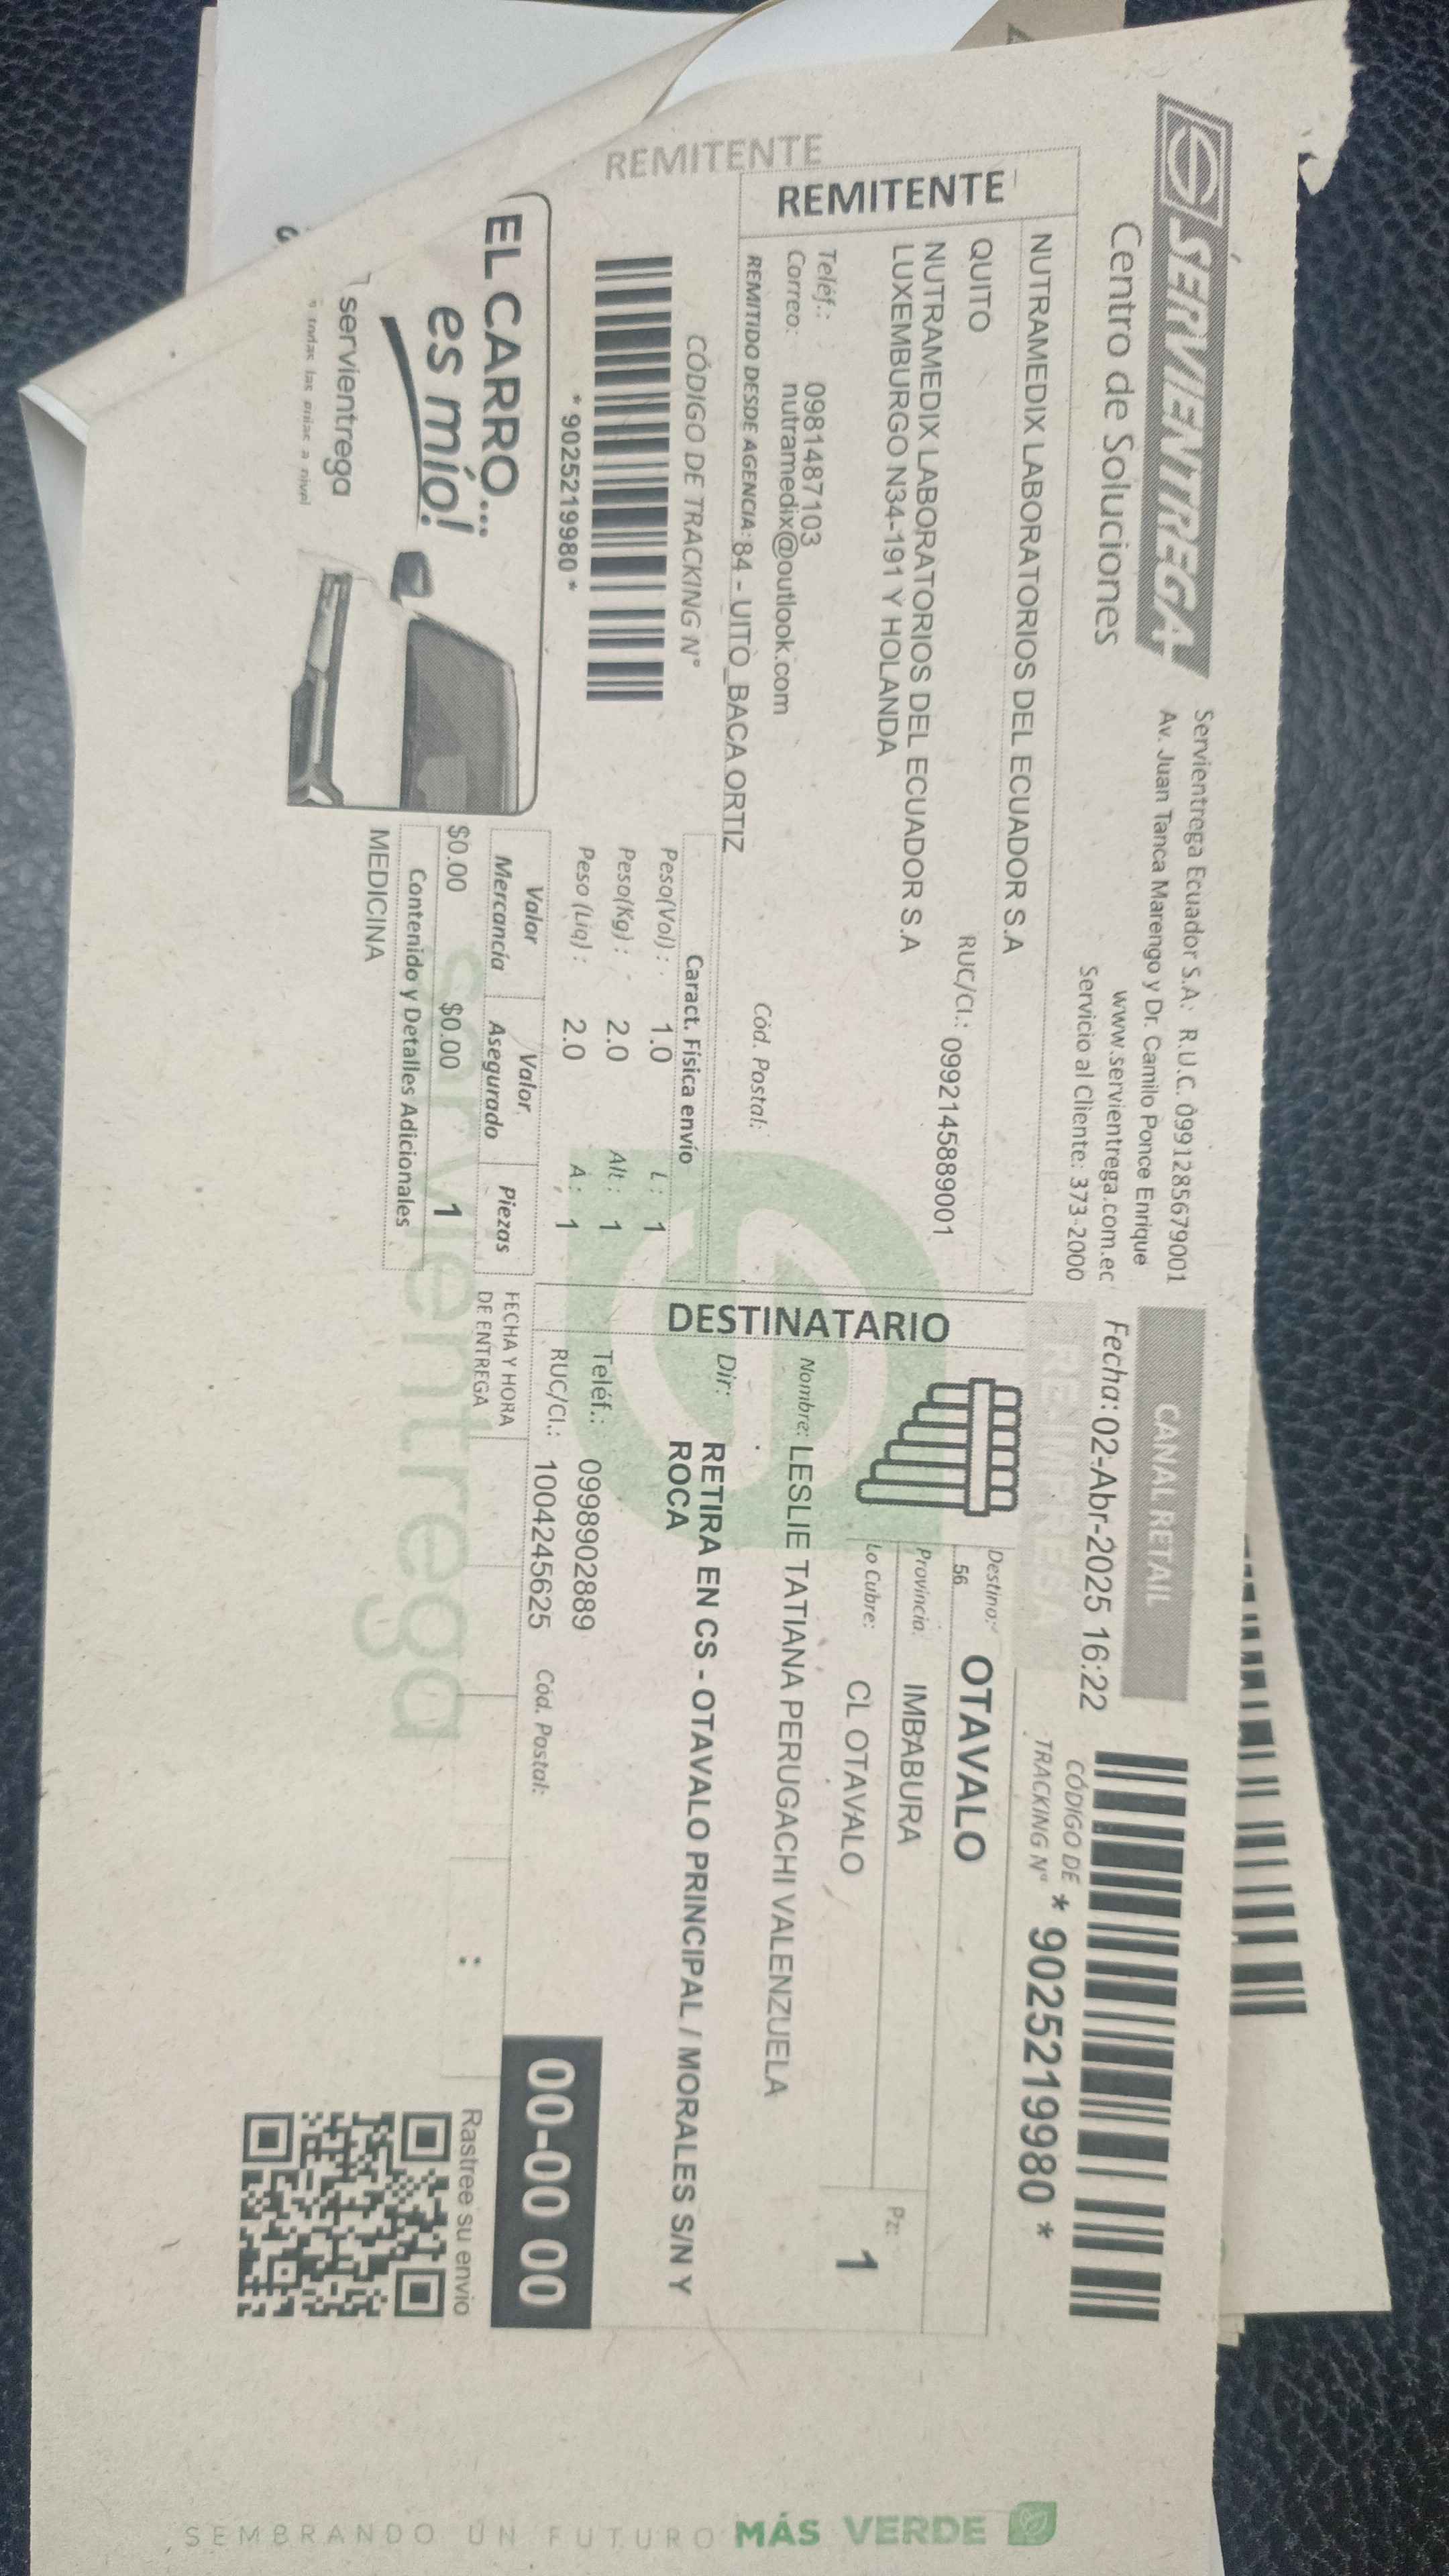 SERVIENTREGA
Centro de Soluciones
Servientrega Ecuador S.A. R.U.C. 0991285679001
Av. Juan Tanca Marengo y Dr. Camilo Ponce Enrique
www.servientrega.com.ec
Servicio al Cliente: 373-2000
CANAL RETAIL
Fecha: 02-Abr-2025 16:22
REIMPRESA
CÓDIGO DE
TRACKING N° * 9025219980 *
REMITENTE
REMITENTE
NUTRAMEDIX LABORATORIOS DEL ECUADOR S.A
QUITO RUC/CI.: 0992145889001
NUTRAMEDIX LABORATORIOS DEL ECUADOR S.A
LUXEMBURGO N34-191 Y HOLANDA
Teléf.: 0981487103
Correo: nutramedix@outlook.com
Cód. Postal:
REMITIDO DESDE AGENCIA: 84 - UITO_BACA ORTIZ
DESTINATARIO
Destino: OTAVALO
56
Provincia: IMBABURA
Lo Cubre: CL OTAVALO
Pz: 1
Nombre: LESLIE TATIANA PERUGACHI VALENZUELA
Dir: RETIRA EN CS - OTAVALO PRINCIPAL / MORALES S/N Y
ROCA
Teléf.: 0998902889
RUC/CI.: 1004245625 Cód. Postal:
00-00 00
CÓDIGO DE TRACKING N°
* 9025219980 *
Caract. Física envío
Peso(Vol) : 1.0 L : 1
Peso(Kg) : 2.0 Alt : 1
Peso (Liq) : 2.0 A : 1
Valor Mercancía Valor Asegurado Piezas
$0.00 $0.00 1
Contenido y Detalles Adicionales
MEDICINA
FECHA Y HORA
DE ENTREGA
:
Rastree su envío
EL CARRO...
es mío!
servientrega
servientrega
SEMBRANDO UN FUTURO MÁS VERDE